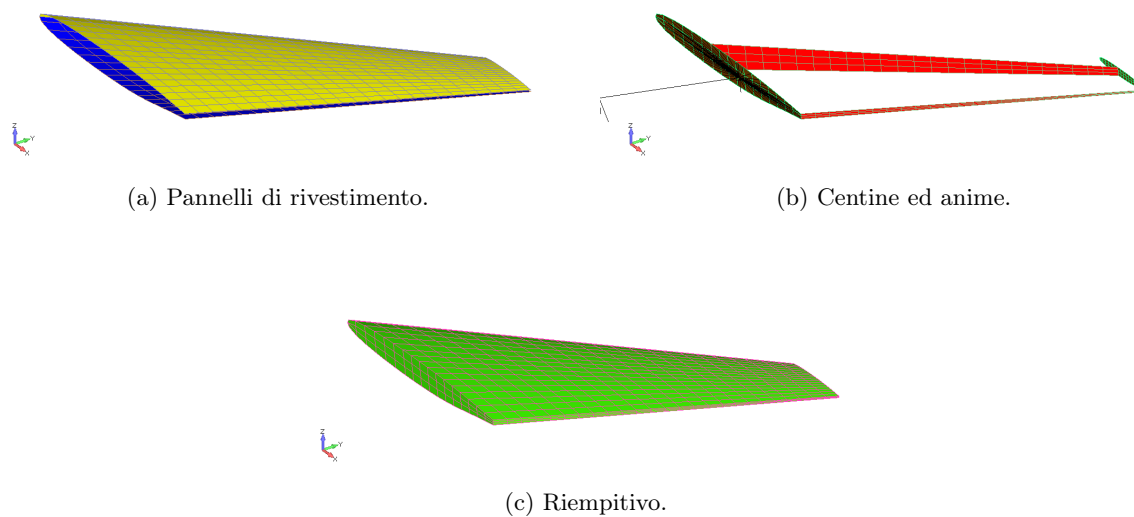 Z
Y
X
Z
Y
X
(a) Pannelli di rivestimento.
(b) Centine ed anime.
Z
Y
X
(c) Riempitivo.